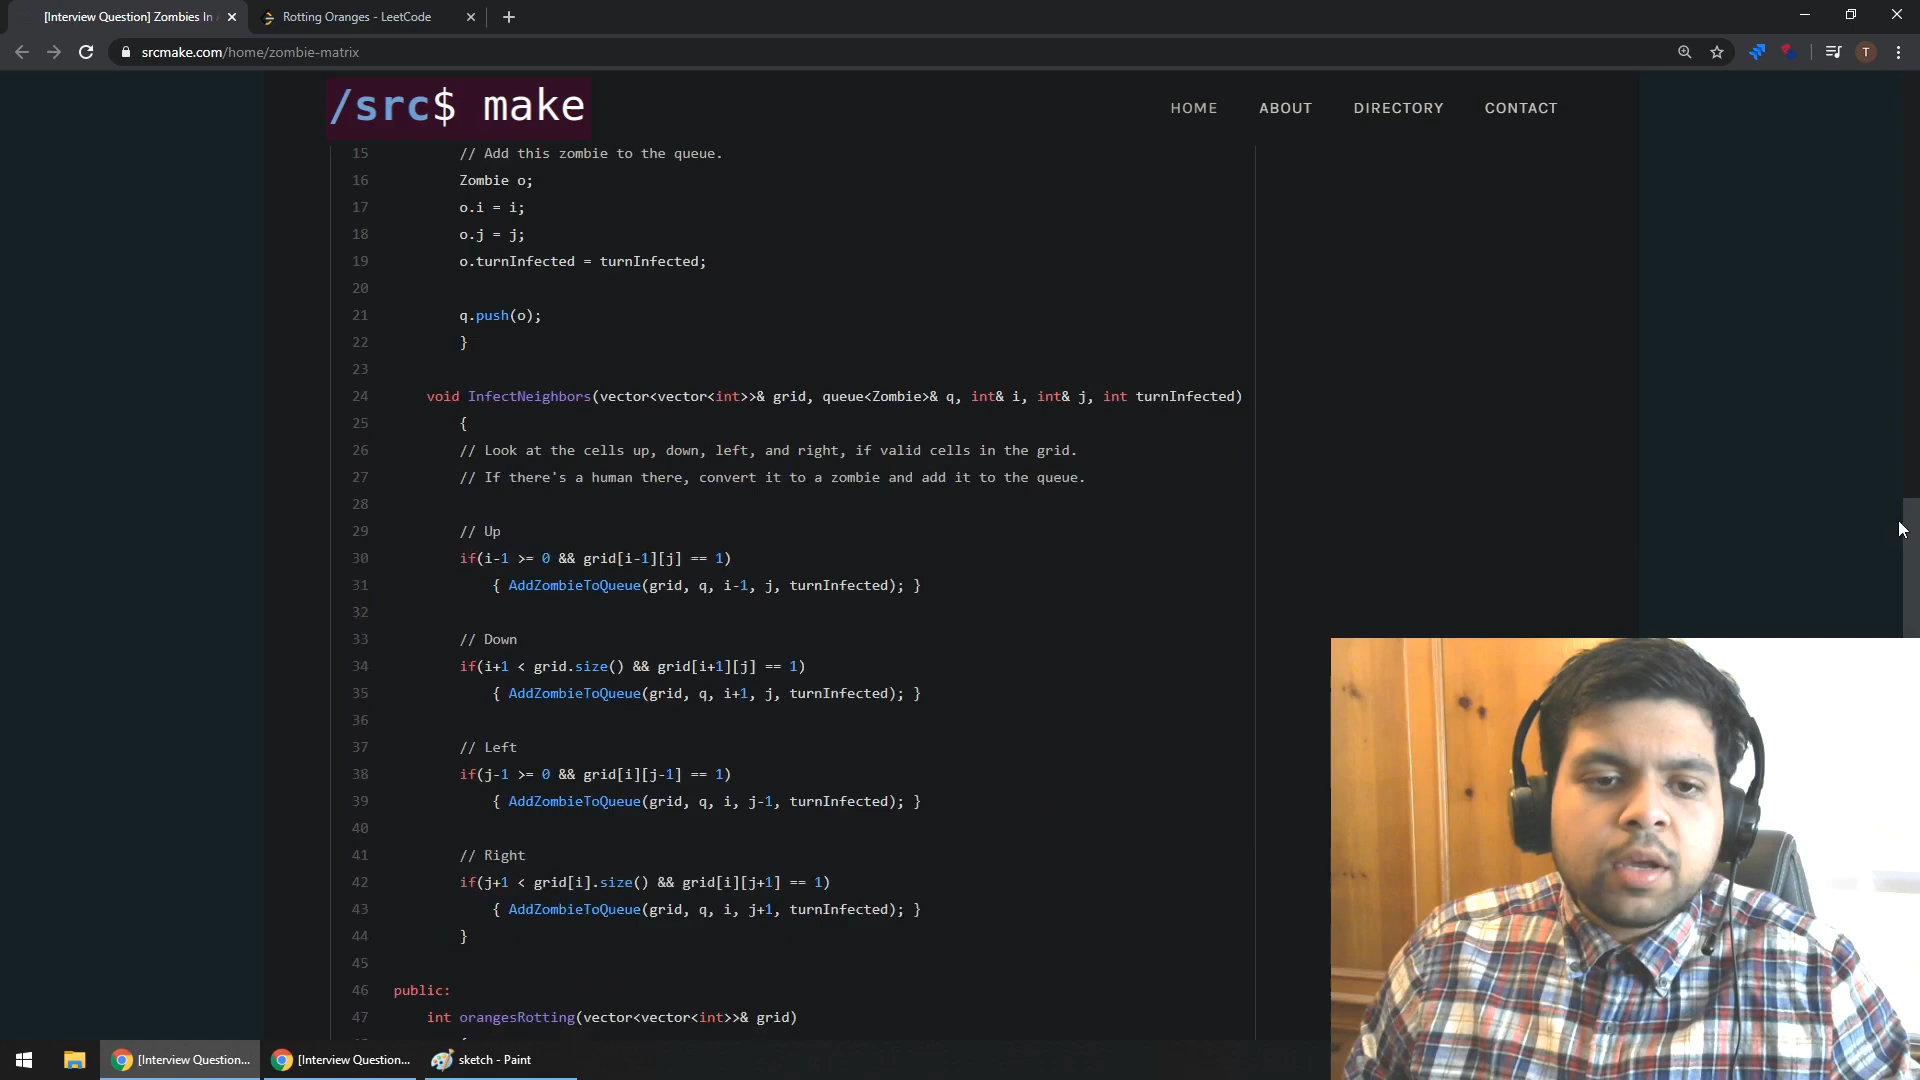 [Interview Question] Zombies In
Rotting Oranges - LeetCode
srcmake.com/home/zombie-matrix
T
/src$ make
HOME
ABOUT
DIRECTORY
CONTACT
15 // Add this zombie to the queue.
16 Zombie o;
17 o.i = i;
18 o.j = j;
19 o.turnInfected = turnInfected;
20
21 q.push(o);
22 }
23
24 void InfectNeighbors(vector<vector<int>>& grid, queue<Zombie>& q, int& i, int& j, int turnInfected)
25 {
26 // Look at the cells up, down, left, and right, if valid cells in the grid.
27 // If there's a human there, convert it to a zombie and add it to the queue.
28
29 // Up
30 if(i-1 >= 0 && grid[i-1][j] == 1)
31 { AddZombieToQueue(grid, q, i-1, j, turnInfected); }
32
33 // Down
34 if(i+1 < grid.size() && grid[i+1][j] == 1)
35 { AddZombieToQueue(grid, q, i+1, j, turnInfected); }
36
37 // Left
38 if(j-1 >= 0 && grid[i][j-1] == 1)
39 { AddZombieToQueue(grid, q, i, j-1, turnInfected); }
40
41 // Right
42 if(j+1 < grid[i].size() && grid[i][j+1] == 1)
43 { AddZombieToQueue(grid, q, i, j+1, turnInfected); }
44 }
45
46 public:
47 int orangesRotting(vector<vector<int>>& grid)
[Interview Question...
[Interview Question...
sketch - Paint